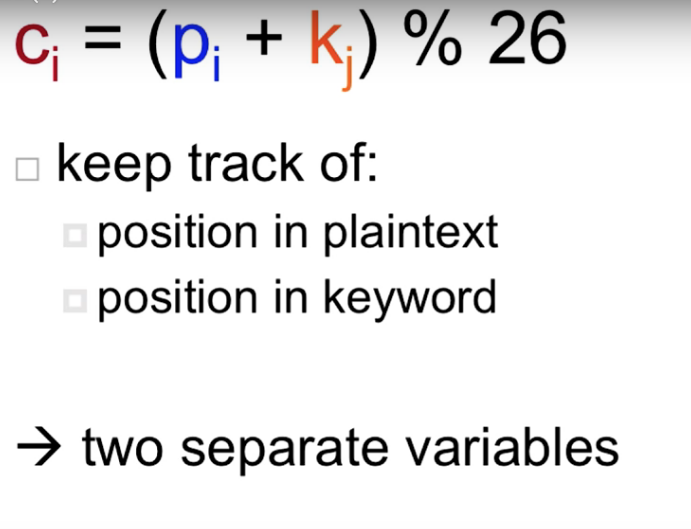 cᵢ = (pᵢ + kⱼ) % 26
keep track of:
position in plaintext
position in keyword
→ two separate variables